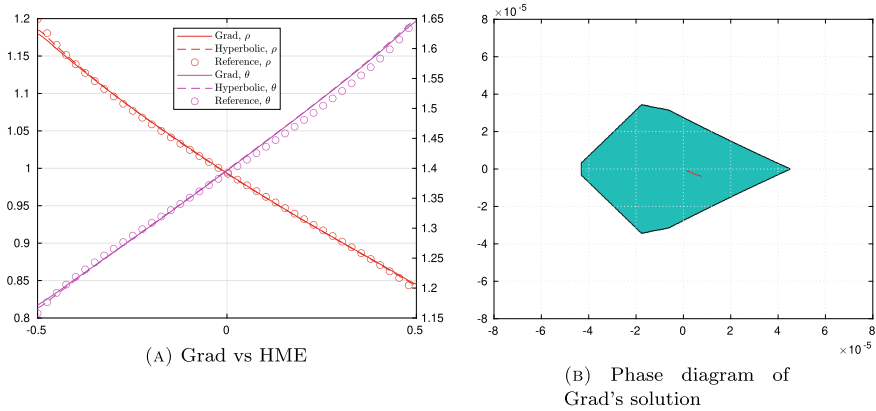 1.2
1.15
1.1
1.05
1
0.95
0.9
0.85
0.8
1.65
1.6
1.55
1.5
1.45
1.4
1.35
1.3
1.25
1.2
1.15
-0.5
0
0.5
Grad, ρ
Hyperbolic, ρ
Reference, ρ
Grad, θ
Hyperbolic, θ
Reference, θ
(A) Grad vs HME
8 ×10 -5
6
4
2
0
-2
-4
-6
-8
-8 -6 -4 -2 0 2 4 6 8
×10 -5
(B) Phase diagram of
Grad's solution